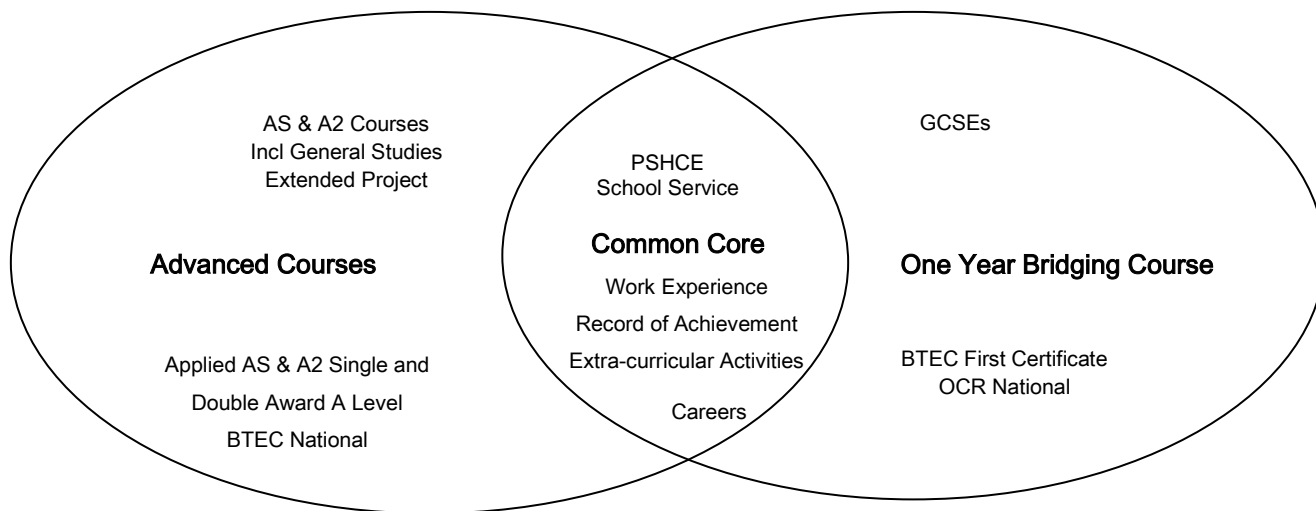 AS & A2 Courses
Incl General Studies
Extended Project
Advanced Courses
Applied AS & A2 Single and
Double Award A Level
BTEC National
PSHCE
School Service
Common Core
Work Experience
Record of Achievement
Extra-curricular Activities
Careers
GCSEs
One Year Bridging Course
BTEC First Certificate
OCR National